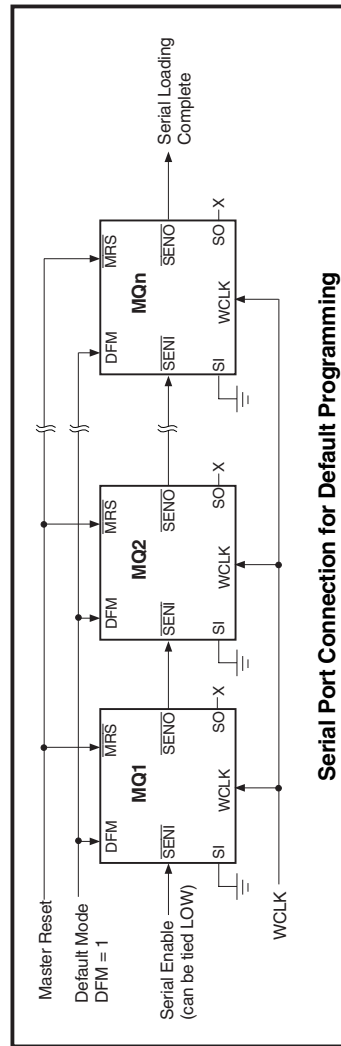 Master Reset
Default Mode
DFM = 1
Serial Enable
(can be tied LOW)
DFM
MRS
MQ1
SENI
SENO
SI
WCLK
SO
X
DFM
MRS
MQ2
SENI
SENO
SI
WCLK
SO
X
DFM
MRS
MQn
SENI
SENO
SI
WCLK
SO
X
Serial Loading
Complete
WCLK
Serial Port Connection for Default Programming